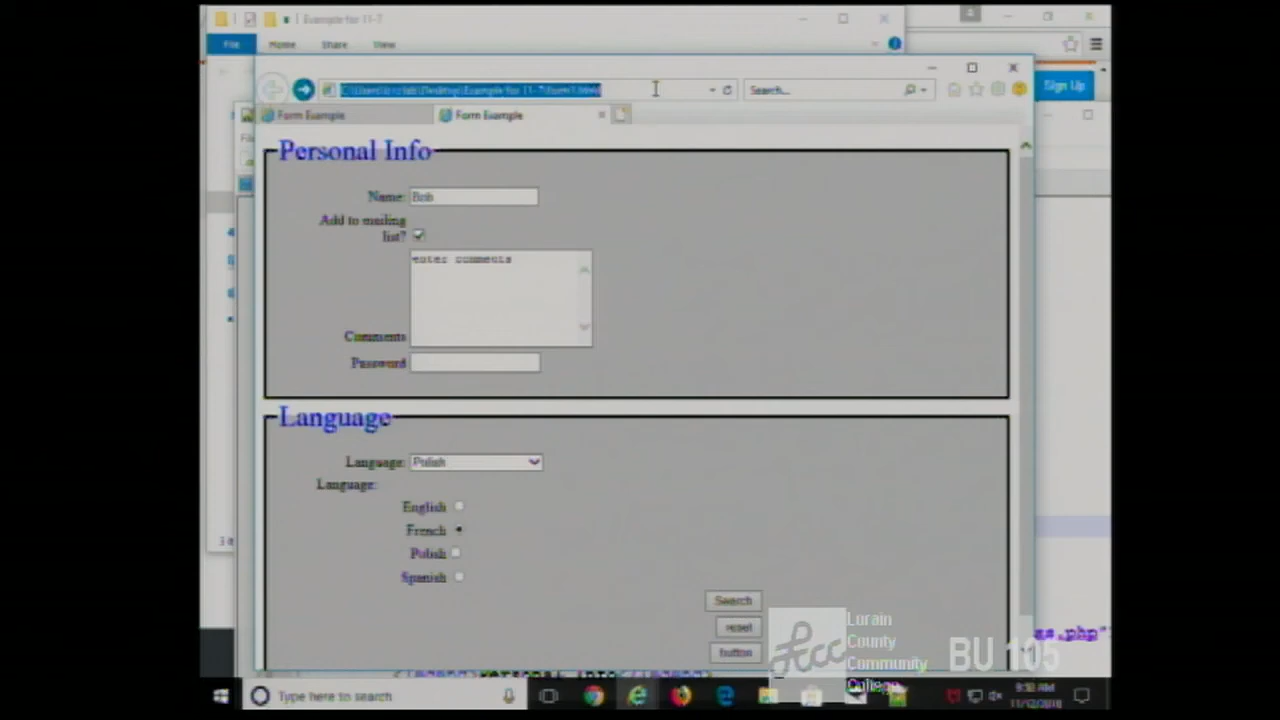 Example for 11-7
File Home Share View
Search...
Sign Up
Form Example
Form Example
Personal Info
Name: Bob
Add to mailing
list?
enter comments
Comments
Password
Language
Language: Polish
Language:
English
French
Polish
Spanish
Search
reset
button
Lorain
County
Community
College
BU 105
Type here to search